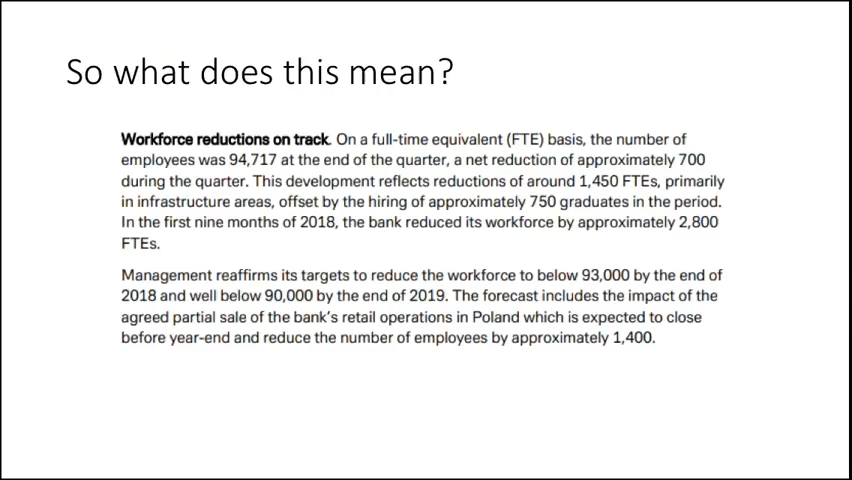 So what does this mean?
Workforce reductions on track. On a full-time equivalent (FTE) basis, the number of
employees was 94,717 at the end of the quarter, a net reduction of approximately 700
during the quarter. This development reflects reductions of around 1,450 FTEs, primarily
in infrastructure areas, offset by the hiring of approximately 750 graduates in the period.
In the first nine months of 2018, the bank reduced its workforce by approximately 2,800
FTEs.
Management reaffirms its targets to reduce the workforce to below 93,000 by the end of
2018 and well below 90,000 by the end of 2019. The forecast includes the impact of the
agreed partial sale of the bank's retail operations in Poland which is expected to close
before year-end and reduce the number of employees by approximately 1,400.